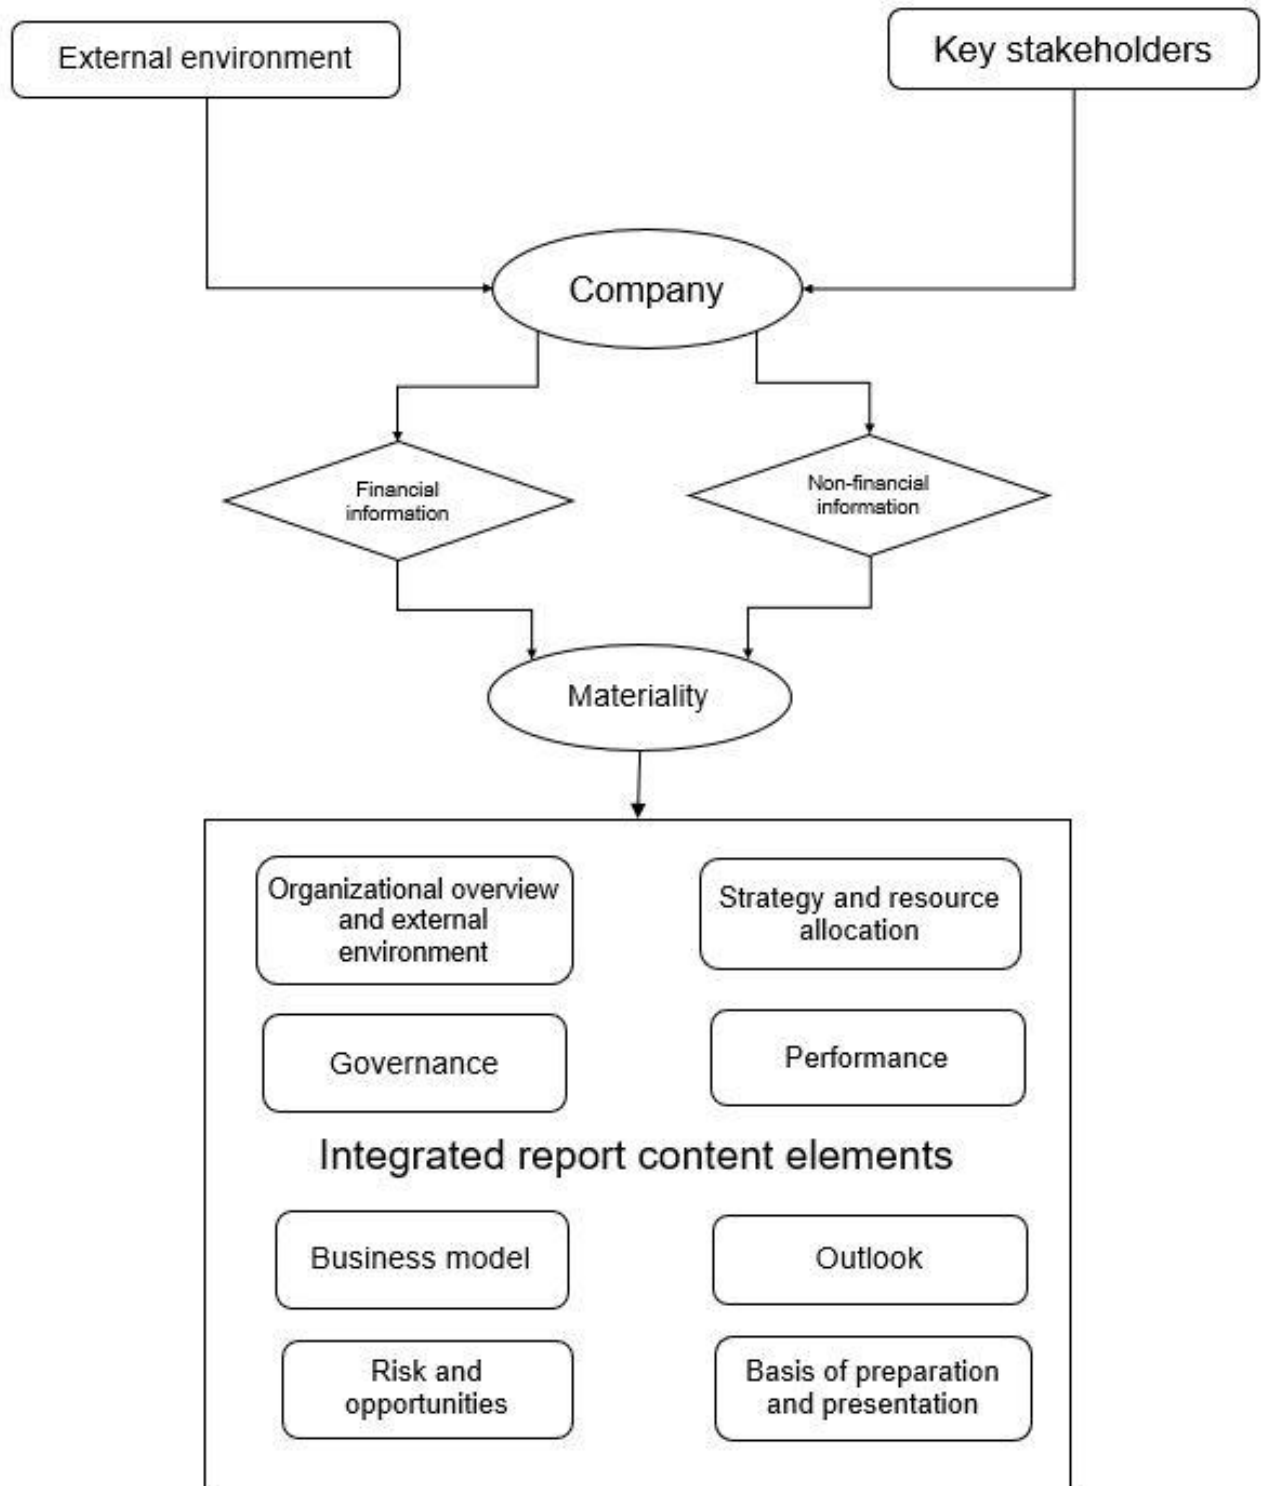 External environment
Key stakeholders
Company
Financial
information
Non-financial
information
Materiality
Organizational overview
and external
environment
Strategy and resource
allocation
Governance
Performance
Integrated report content elements
Business model
Outlook
Risk and
opportunities
Basis of preparation
and presentation